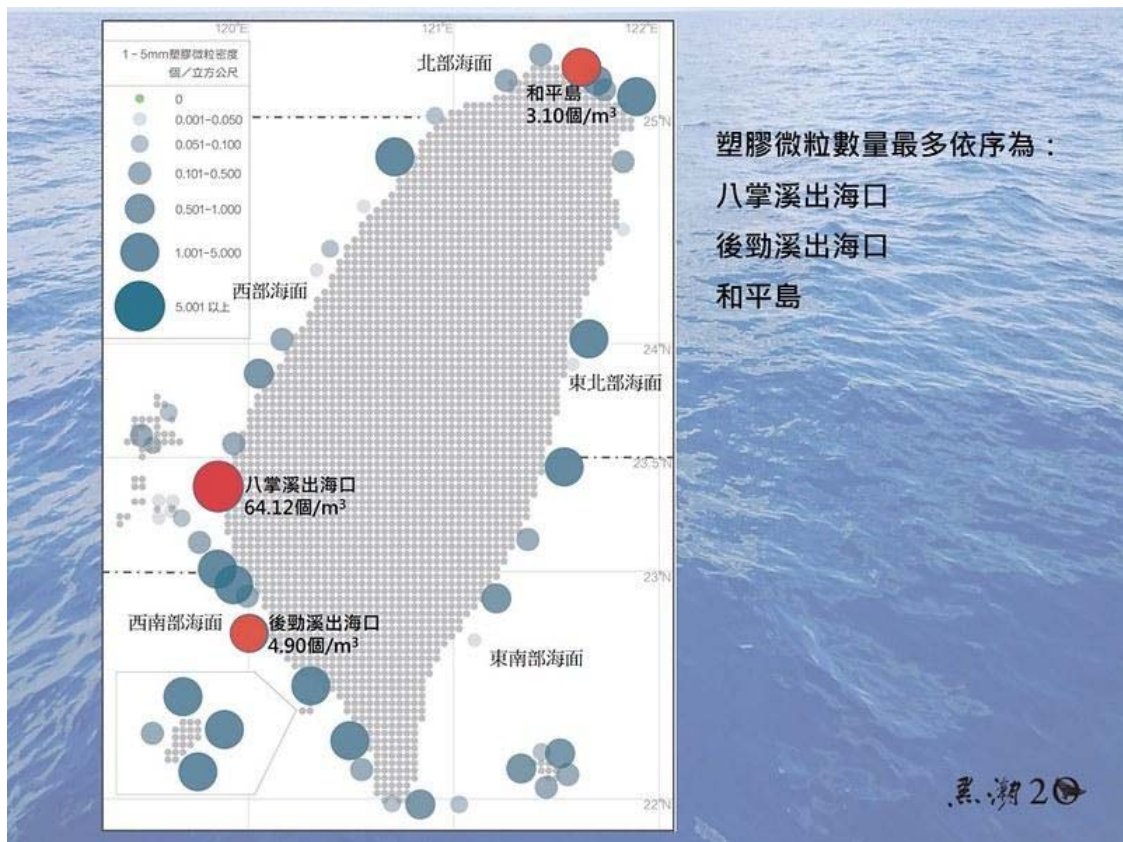 120°E
121°E
122°E
1-5mm塑膠微粒密度
個／立方公尺
0
0.001-0.050
0.051-0.100
0.101-0.500
0.501-1.000
1.001-5.000
5.001 以上
北部海面
和平島
3.10個/m³
25°N
西部海面
24°N
東北部海面
23.5°N
八掌溪出海口
64.12個/m³
23°N
西南部海面
後勁溪出海口
4.90個/m³
東南部海面
22°N
塑膠微粒數量最多依序為：
八掌溪出海口
後勁溪出海口
和平島
黑潮20